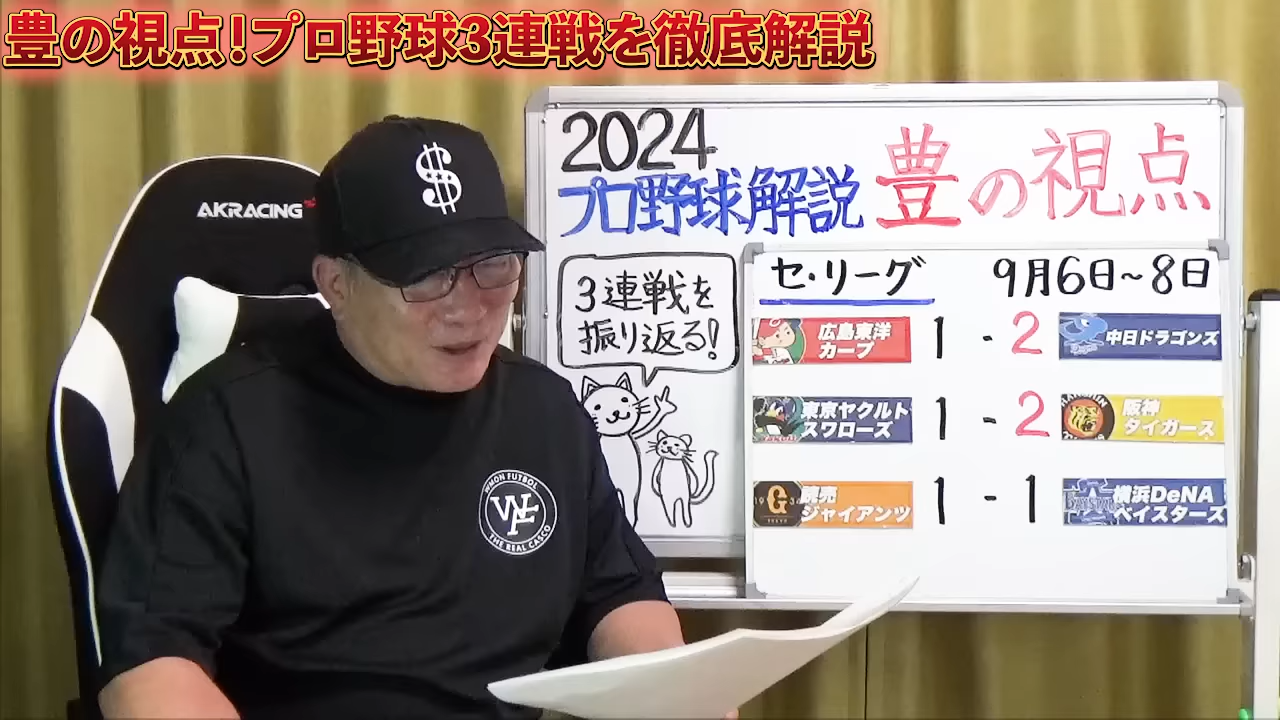 豊の視点!プロ野球3連戦を徹底解説
2024
プロ野球解説 豊の視点
3連戦を
振り返る!
セ・リーグ 9月6日~8日
広島東洋
カープ
1 - 2
中日ドラゴンズ
東京ヤクルト
スワローズ
1 - 2
阪神
タイガース
読売
ジャイアンツ
1 - 1
横浜DeNA
ベイスターズ
AKRACING
$
WF
THE REAL CASCO
G